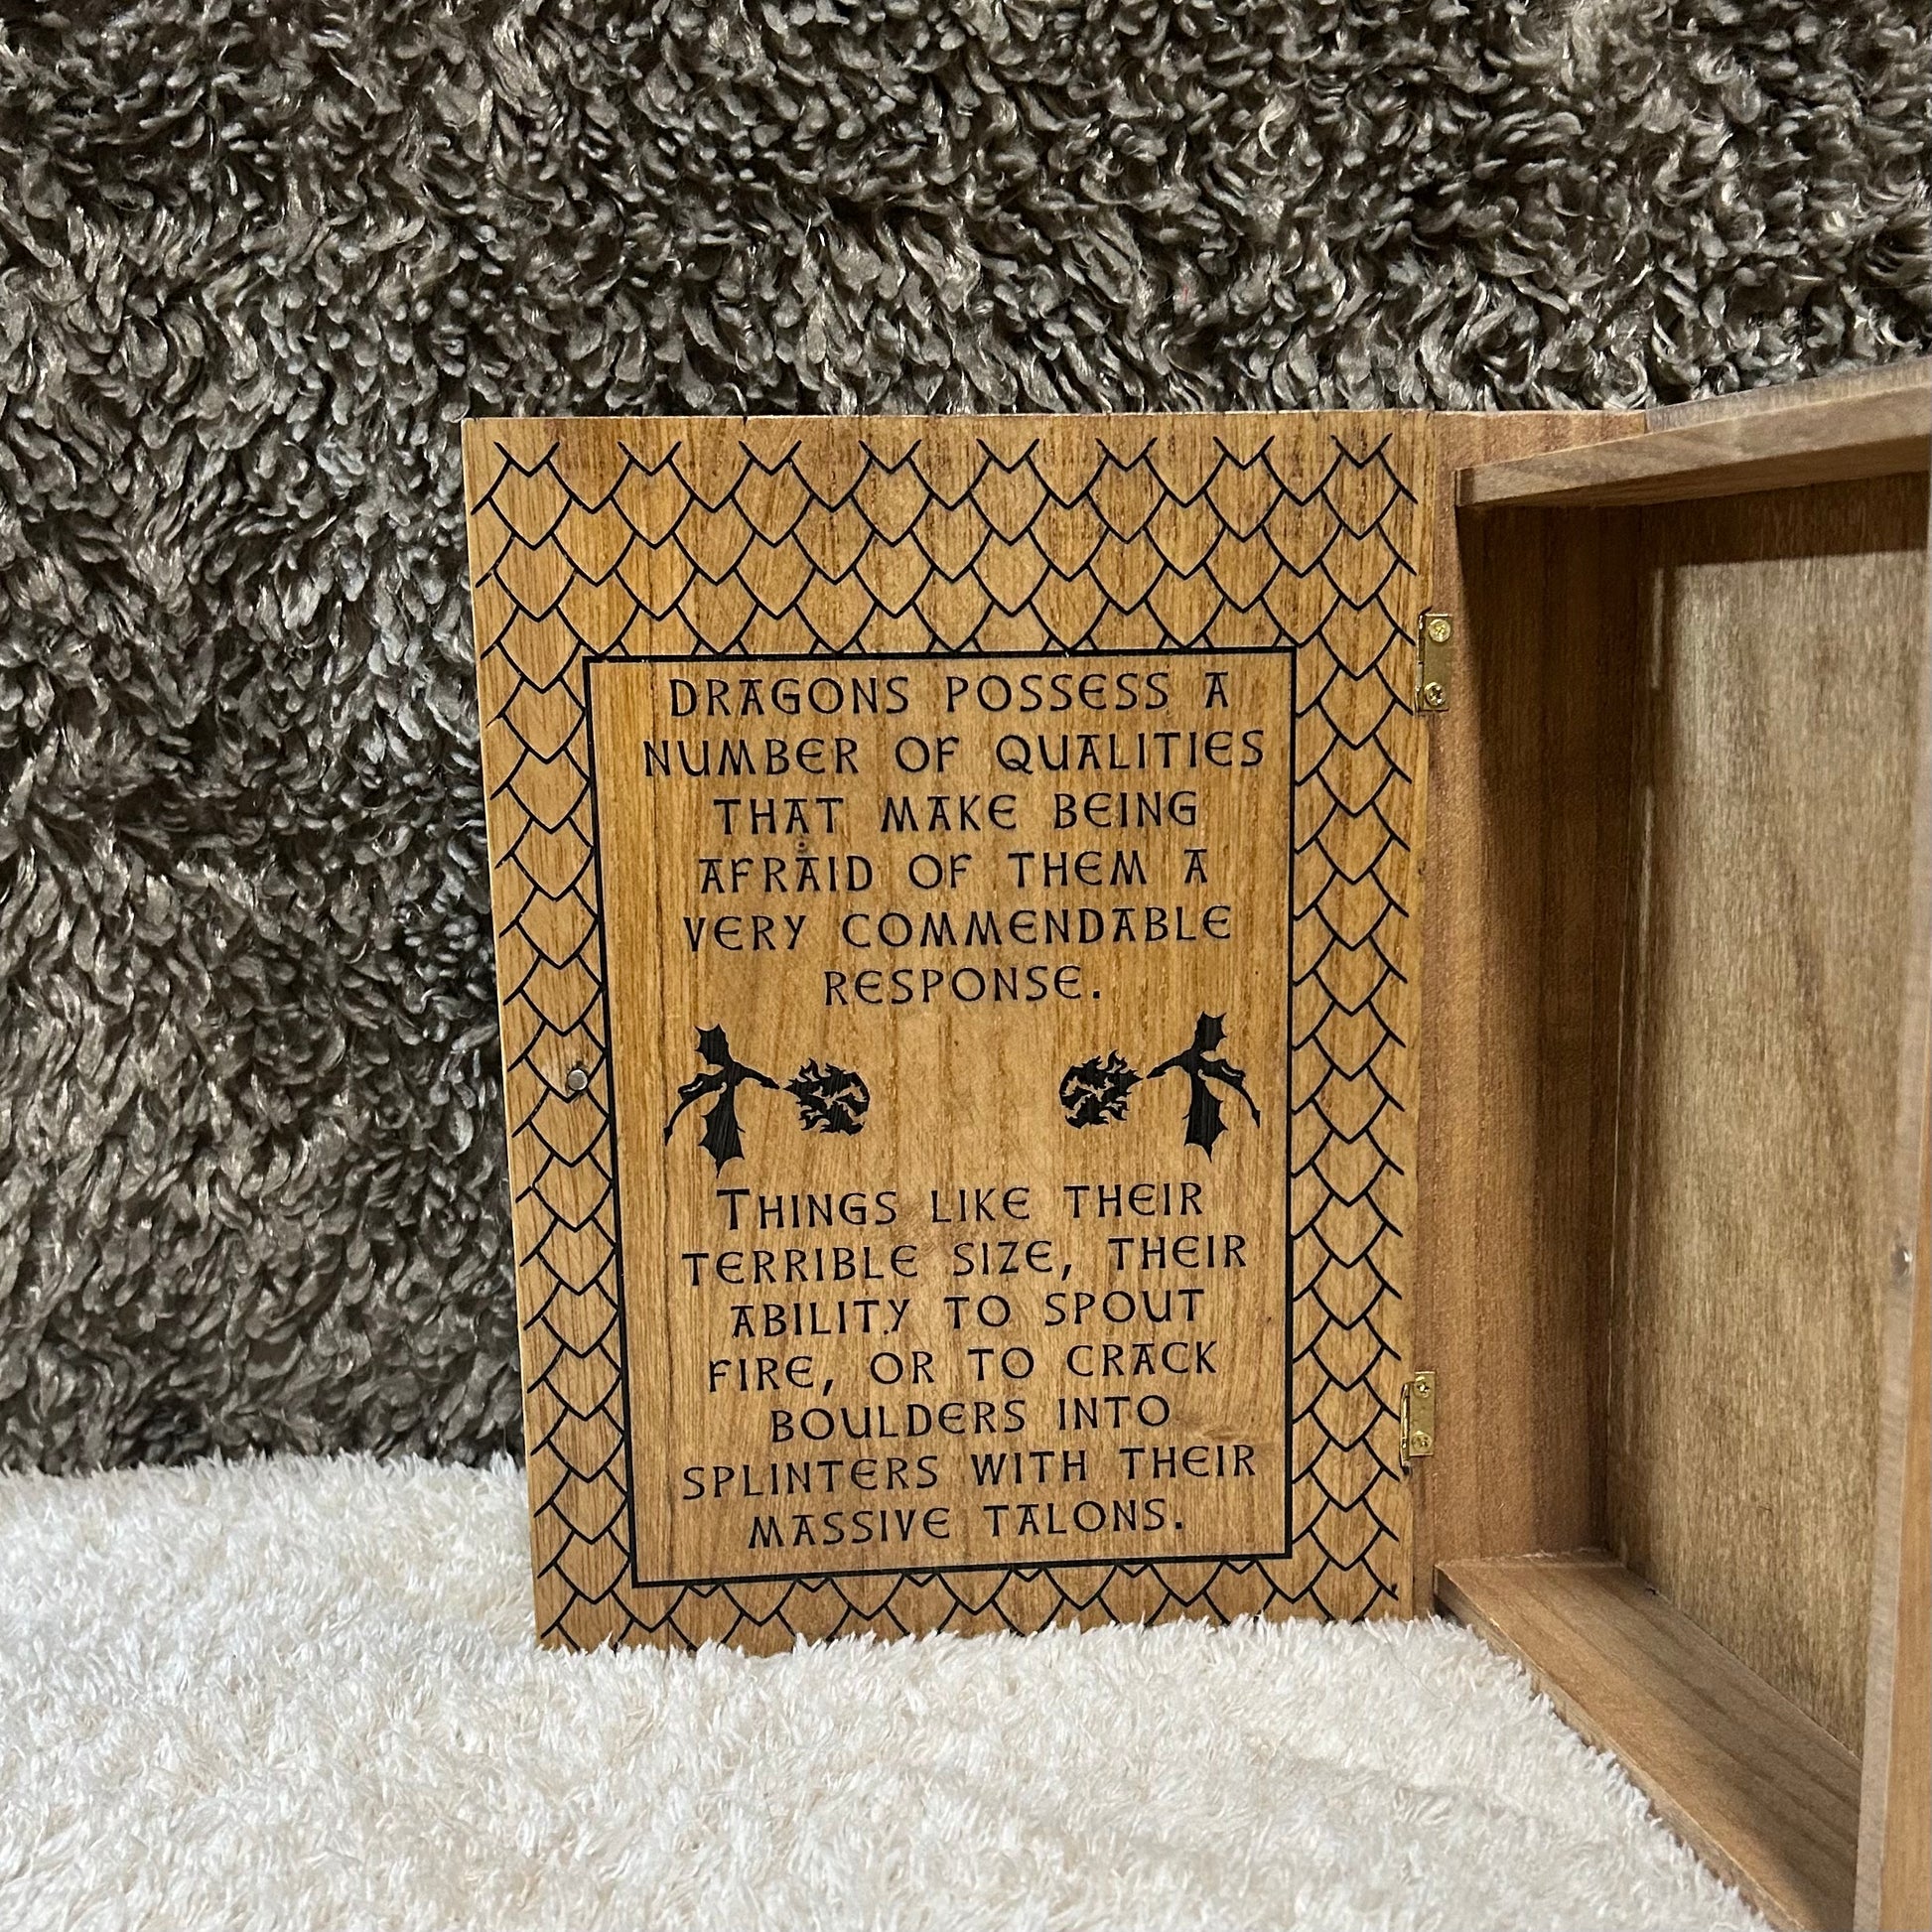 DRAGONS POSSESS A
NUMBER OF QUALITIES
THAT MAKE BEING
AFRAID OF THEM A
VERY COMMENDABLE
RESPONSE.
THINGS LIKE THEIR
TERRIBLE SIZE, THEIR
ABILITY TO SPOUT
FIRE, OR TO CRACK
BOULDERS INTO
SPLINTERS WITH THEIR
MASSIVE TALONS.